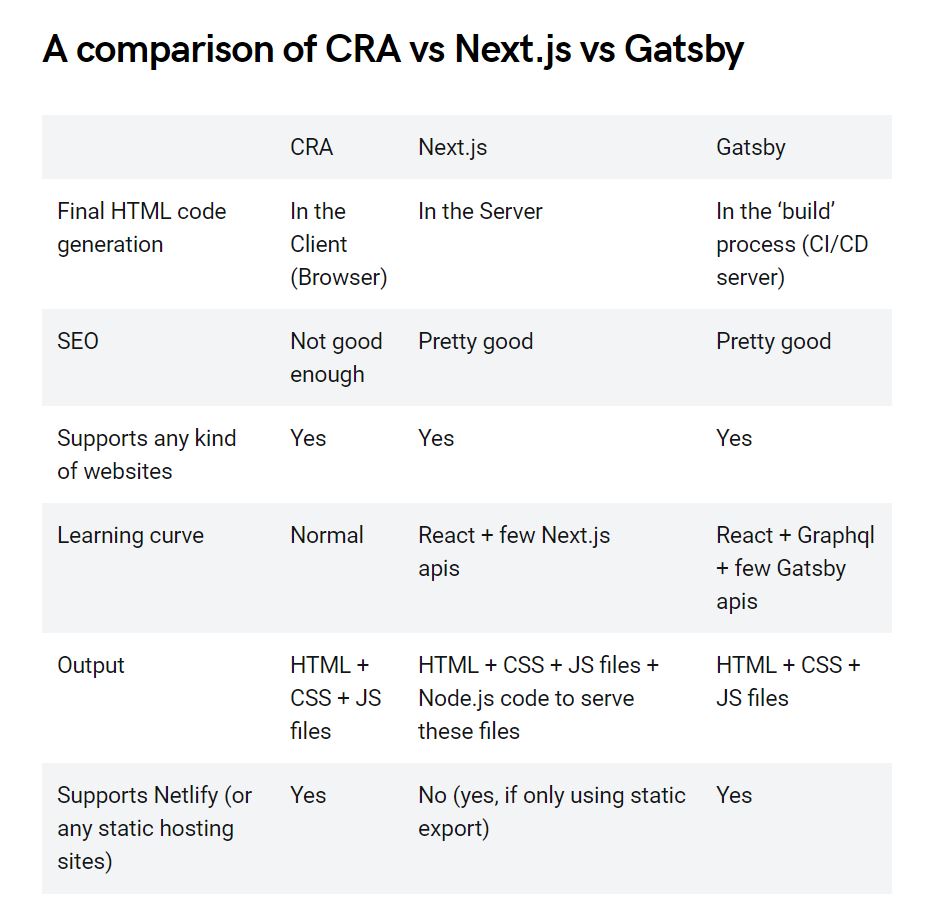 A comparison of CRA vs Next.js vs Gatsby
CRA Next.js Gatsby
Final HTML code generation In the Client (Browser) In the Server In the ‘build’ process (CI/CD server)
SEO Not good enough Pretty good Pretty good
Supports any kind of websites Yes Yes Yes
Learning curve Normal React + few Next.js apis React + Graphql + few Gatsby apis
Output HTML + CSS + JS files HTML + CSS + JS files + Node.js code to serve these files HTML + CSS + JS files
Supports Netlify (or any static hosting sites) Yes No (yes, if only using static export) Yes